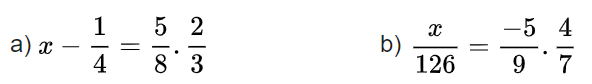 a) x − 1/4 = 5/8 . 2/3    b) x/126 = −5/9 . 4/7